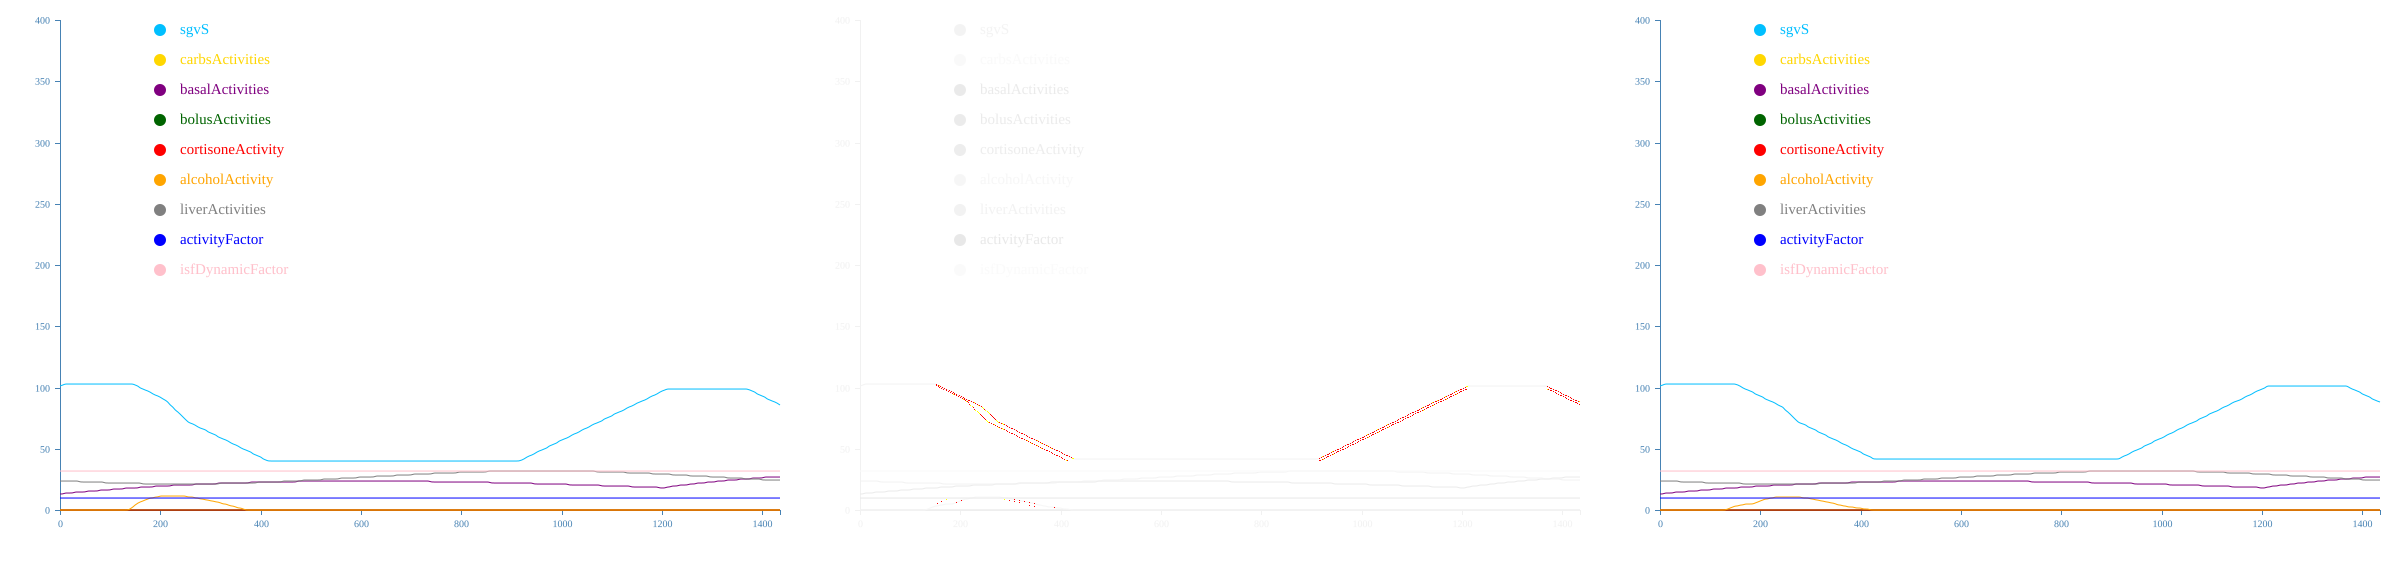 400
350
300
250
200
150
100
50
0
0 200 400 600 800 1000 1200 1400
sgvS
carbsActivities
basalActivities
bolusActivities
cortisoneActivity
alcoholActivity
liverActivities
activityFactor
isfDynamicFactor
400
350
300
250
200
150
100
50
0
0 200 400 600 800 1000 1200 1400
sgvS
carbsActivities
basalActivities
bolusActivities
cortisoneActivity
alcoholActivity
liverActivities
activityFactor
isfDynamicFactor
400
350
300
250
200
150
100
50
0
0 200 400 600 800 1000 1200 1400
sgvS
carbsActivities
basalActivities
bolusActivities
cortisoneActivity
alcoholActivity
liverActivities
activityFactor
isfDynamicFactor